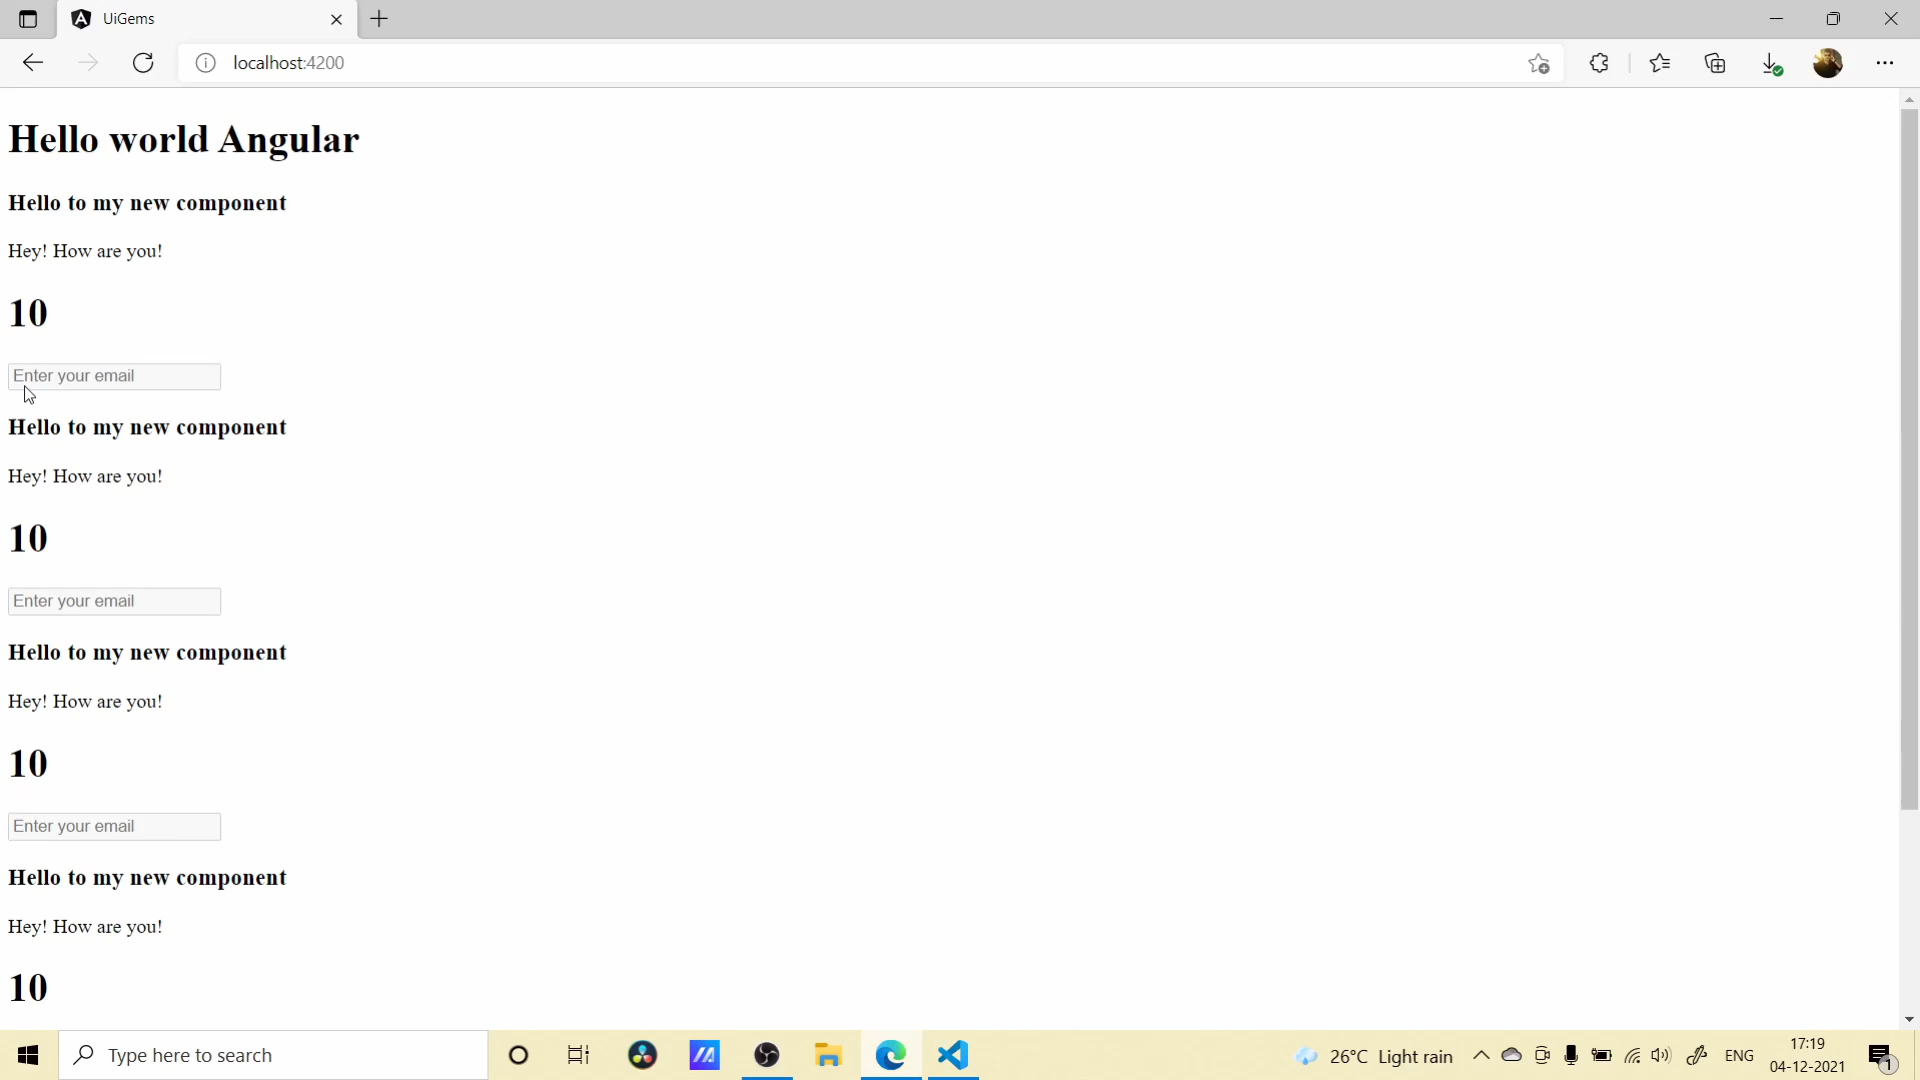 UiGems
localhost:4200
Hello world Angular
Hello to my new component
Hey! How are you!
10
Enter your email
Hello to my new component
Hey! How are you!
10
Enter your email
Hello to my new component
Hey! How are you!
10
Enter your email
Hello to my new component
Hey! How are you!
10
Type here to search
26°C Light rain
ENG
17:19
04-12-2021
1